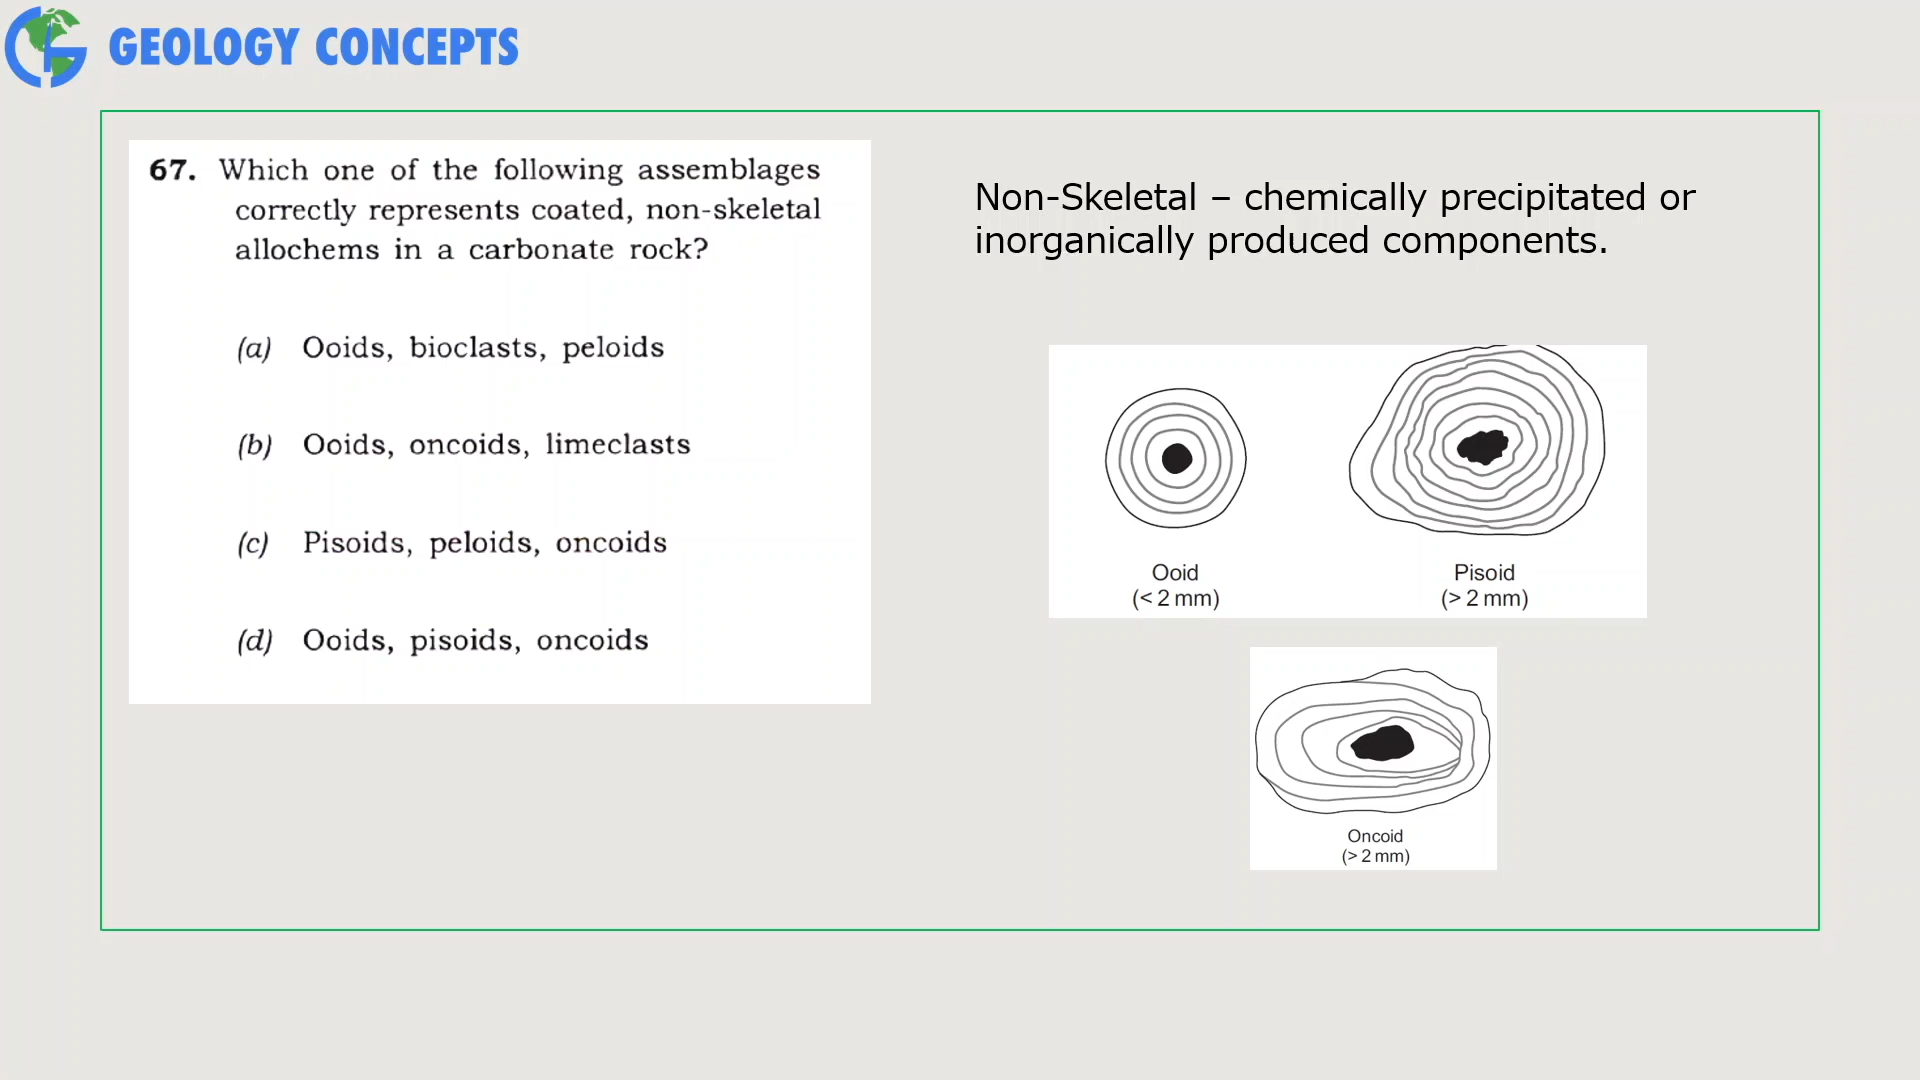 GEOLOGY CONCEPTS
67. Which one of the following assemblages
correctly represents coated, non-skeletal
allochems in a carbonate rock?
(a) Ooids, bioclasts, peloids
(b) Ooids, oncoids, limeclasts
(c) Pisoids, peloids, oncoids
(d) Ooids, pisoids, oncoids
Non-Skeletal – chemically precipitated or
inorganically produced components.
Ooid
(< 2 mm)
Pisoid
(> 2 mm)
Oncoid
(> 2 mm)